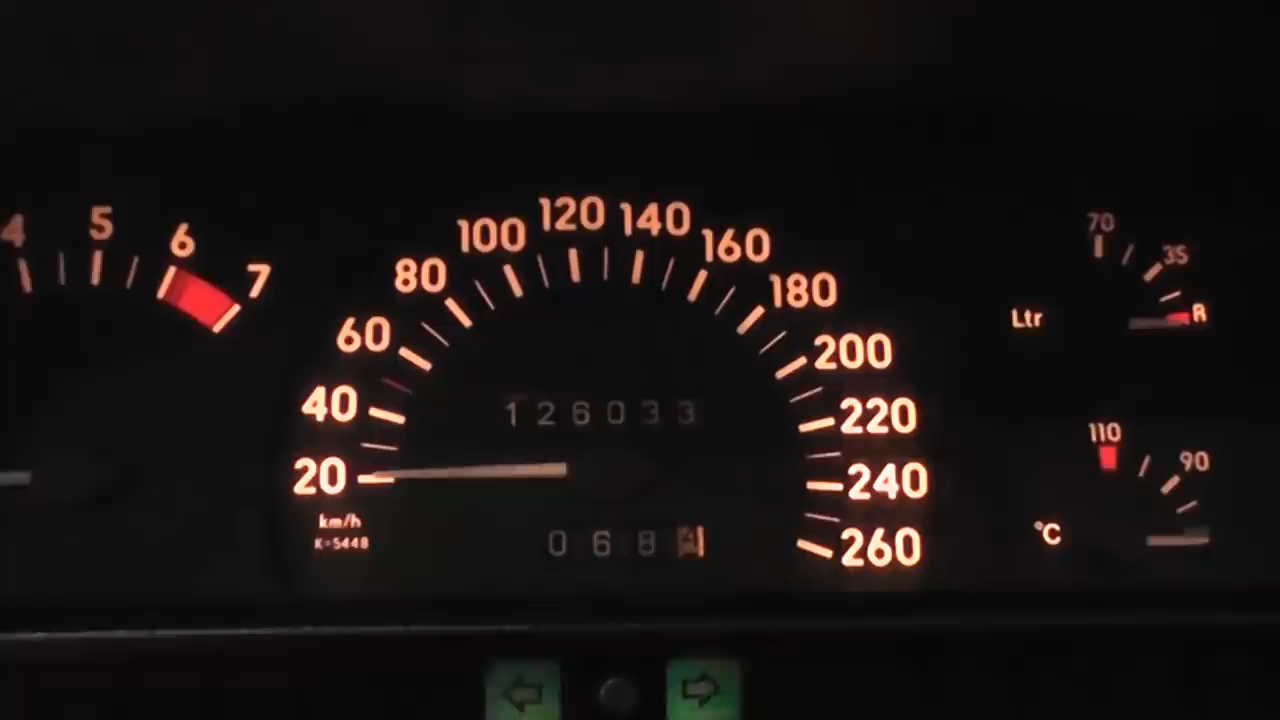 4 5 6 7
20 40 60 80 100 120 140 160 180 200 220 240 260
km/h
K=5448
126033
068
70 35 R
Ltr
110 90
°C